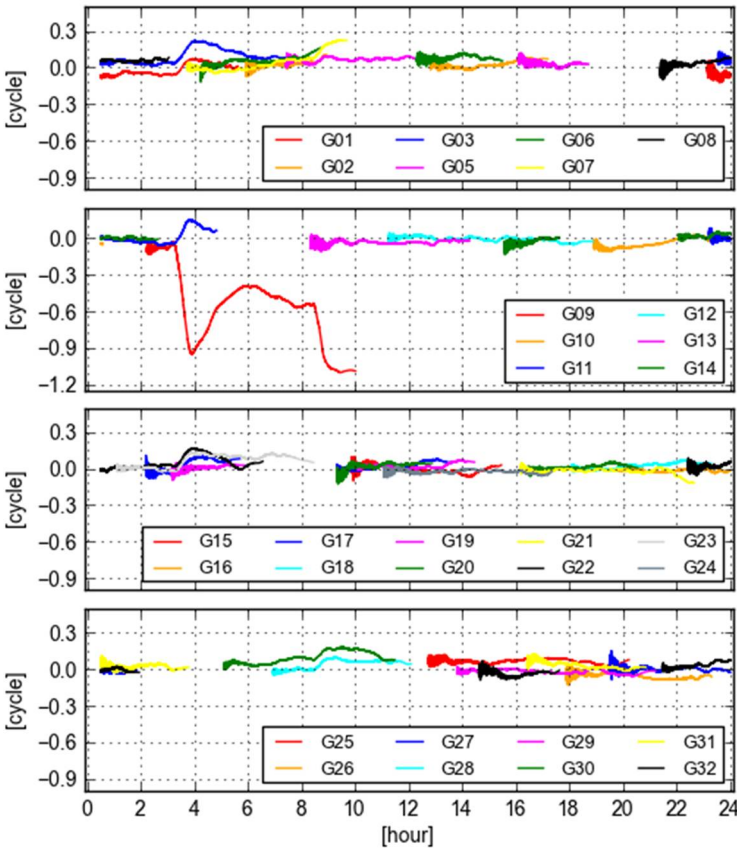 0.3
0.0
−0.3
−0.6
−0.9
[cycle]
G01 G03 G06 G08
G02 G05 G07
0.0
−0.3
−0.6
−0.9
−1.2
[cycle]
G09 G12
G10 G13
G11 G14
0.3
0.0
−0.3
−0.6
−0.9
[cycle]
G15 G17 G19 G21 G23
G16 G18 G20 G22 G24
0.3
0.0
−0.3
−0.6
−0.9
[cycle]
G25 G27 G29 G31
G26 G28 G30 G32
0 2 4 6 8 10 12 14 16 18 20 22 24
[hour]